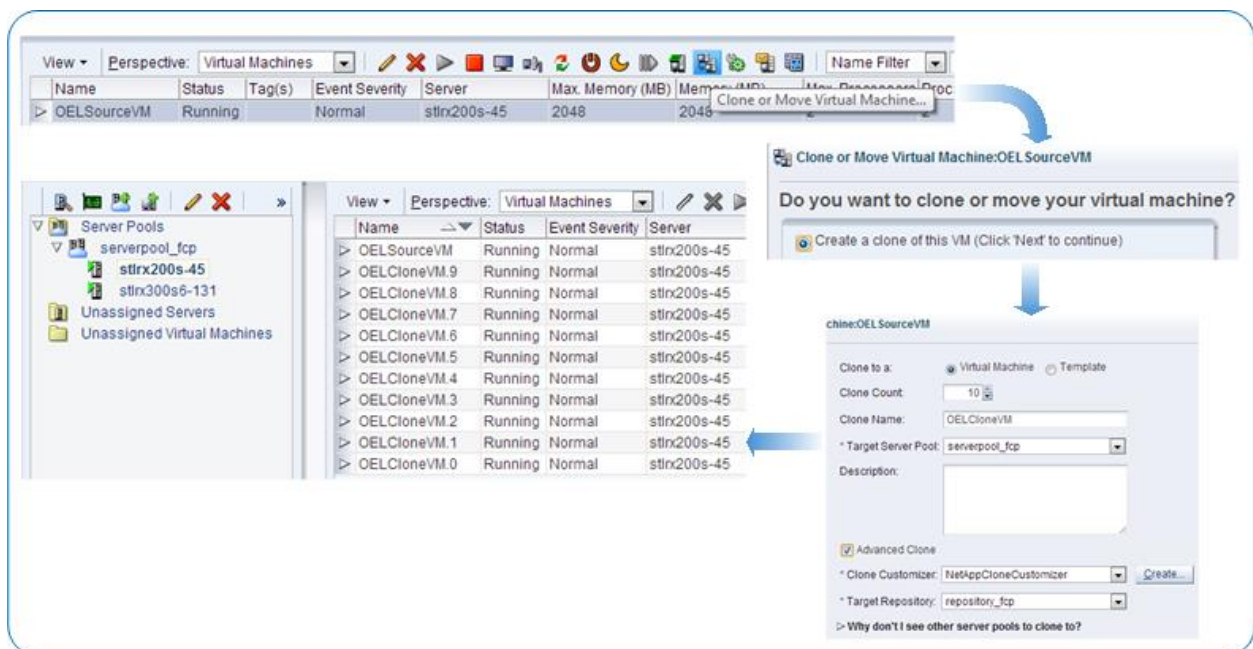 View Perspective: Virtual Machines Name Filter
Name Status Tag(s) Event Severity Server Max. Memory (MB)
OELSourceVM Running Normal stlrx200s-45 2048 2048
Clone or Move Virtual Machine...
Clone or Move Virtual Machine:OELSourceVM
Do you want to clone or move your virtual machine?
Create a clone of this VM (Click 'Next' to continue)
chine:OELSourceVM
Clone to a: Virtual Machine Template
Clone Count: 10
Clone Name: OELCloneVM
* Target Server Pool: serverpool_fcp
Description:
Advanced Clone
* Clone Customizer: NetAppCloneCustomizer Create...
* Target Repository: repository_fcp
Why don't I see other server pools to clone to?
»
Server Pools
serverpool_fcp
stlrx200s-45
stlrx300s6-131
Unassigned Servers
Unassigned Virtual Machines
View Perspective: Virtual Machines
Name Status Event Severity Server
OELSourceVM Running Normal stlrx200s-45
OELCloneVM.9 Running Normal stlrx200s-45
OELCloneVM.8 Running Normal stlrx200s-45
OELCloneVM.7 Running Normal stlrx200s-45
OELCloneVM.6 Running Normal stlrx200s-45
OELCloneVM.5 Running Normal stlrx200s-45
OELCloneVM.4 Running Normal stlrx200s-45
OELCloneVM.3 Running Normal stlrx200s-45
OELCloneVM.2 Running Normal stlrx200s-45
OELCloneVM.1 Running Normal stlrx200s-45
OELCloneVM.0 Running Normal stlrx200s-45